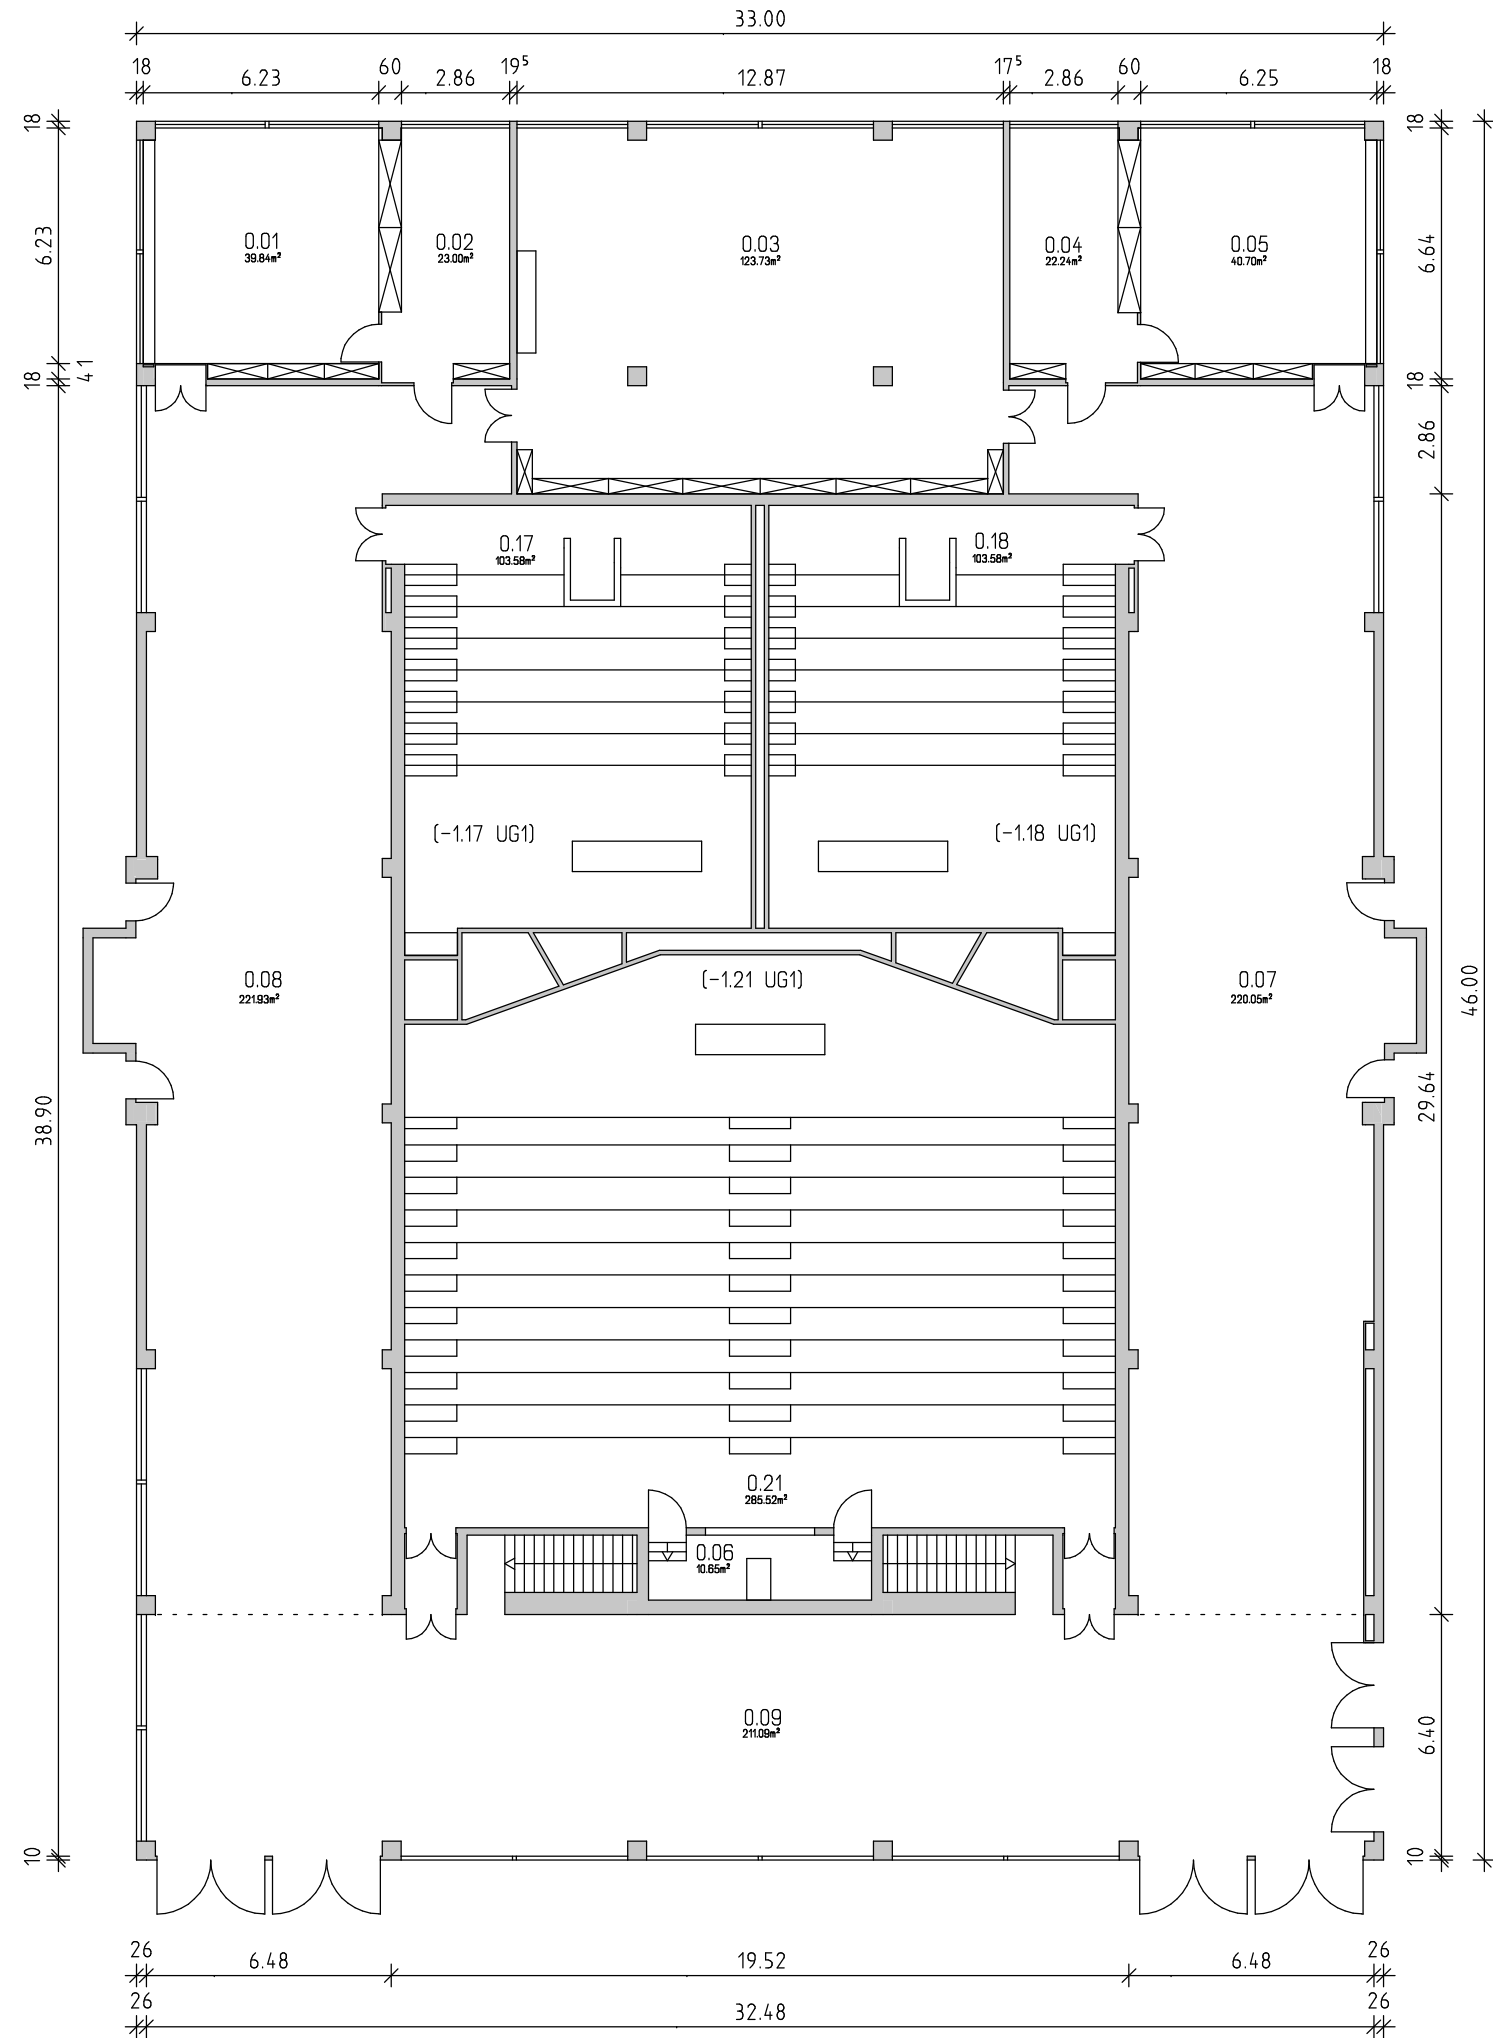 33.00
18 6.23 60 2.86 19⁵ 12.87 17⁵ 2.86 60 6.25 18
18
18
6.23
6.64
0.01
39.84m²
0.02
23.00m²
0.03
123.73m²
0.04
22.24m²
0.05
40.70m²
41
18
18
2.86
0.17
103.58m²
0.18
103.58m²
(-1.17 UG1)
(-1.18 UG1)
0.08
221.93m²
(-1.21 UG1)
0.07
220.05m²
46.00
38.90
29.64
0.21
285.52m²
0.06
10.65m²
0.09
211.09m²
6.40
10
10
26 6.48 19.52 6.48 26
26 32.48 26